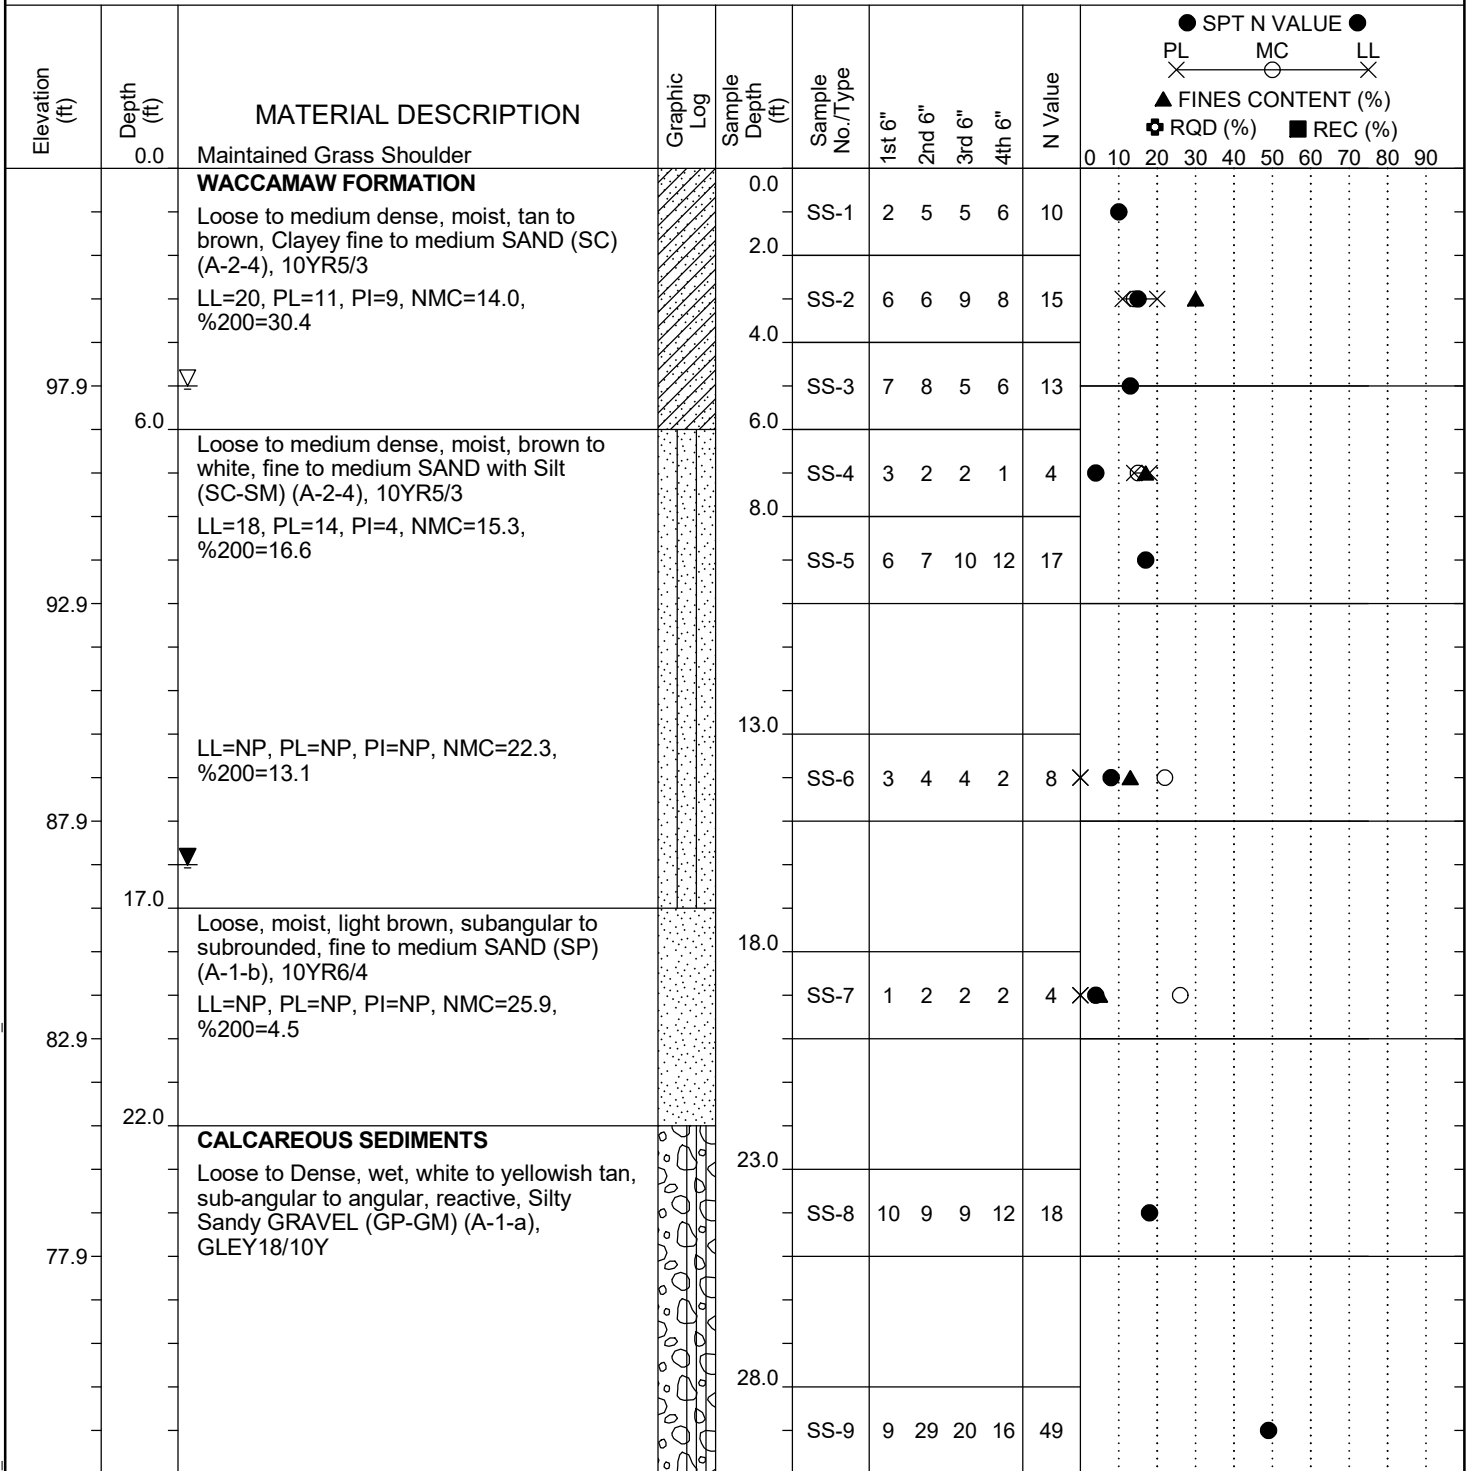 ● SPT N VALUE ●
PL MC LL
▲ FINES CONTENT (%)
RQD (%) ■ REC (%)
Elevation (ft)
Depth (ft)
MATERIAL DESCRIPTION
Graphic Log
Sample Depth (ft)
Sample No./Type
1st 6"
2nd 6"
3rd 6"
4th 6"
N Value
0 10 20 30 40 50 60 70 80 90
0.0 Maintained Grass Shoulder
WACCAMAW FORMATION
0.0
Loose to medium dense, moist, tan to
SS-1 2 5 5 6 10
brown, Clayey fine to medium SAND (SC)
2.0
(A-2-4), 10YR5/3
LL=20, PL=11, PI=9, NMC=14.0,
SS-2 6 6 9 8 15
%200=30.4
4.0
97.9
SS-3 7 8 5 6 13
6.0
6.0
Loose to medium dense, moist, brown to
white, fine to medium SAND with Silt
SS-4 3 2 2 1 4
(SC-SM) (A-2-4), 10YR5/3
8.0
LL=18, PL=14, PI=4, NMC=15.3,
%200=16.6
SS-5 6 7 10 12 17
92.9
13.0
LL=NP, PL=NP, PI=NP, NMC=22.3,
%200=13.1
SS-6 3 4 4 2 8
87.9
17.0
Loose, moist, light brown, subangular to
subrounded, fine to medium SAND (SP)
18.0
(A-1-b), 10YR6/4
LL=NP, PL=NP, PI=NP, NMC=25.9,
SS-7 1 2 2 2 4
%200=4.5
82.9
22.0
CALCAREOUS SEDIMENTS
23.0
Loose to Dense, wet, white to yellowish tan,
sub-angular to angular, reactive, Silty
SS-8 10 9 9 12 18
Sandy GRAVEL (GP-GM) (A-1-a),
GLEY18/10Y
77.9
28.0
SS-9 9 29 20 16 49